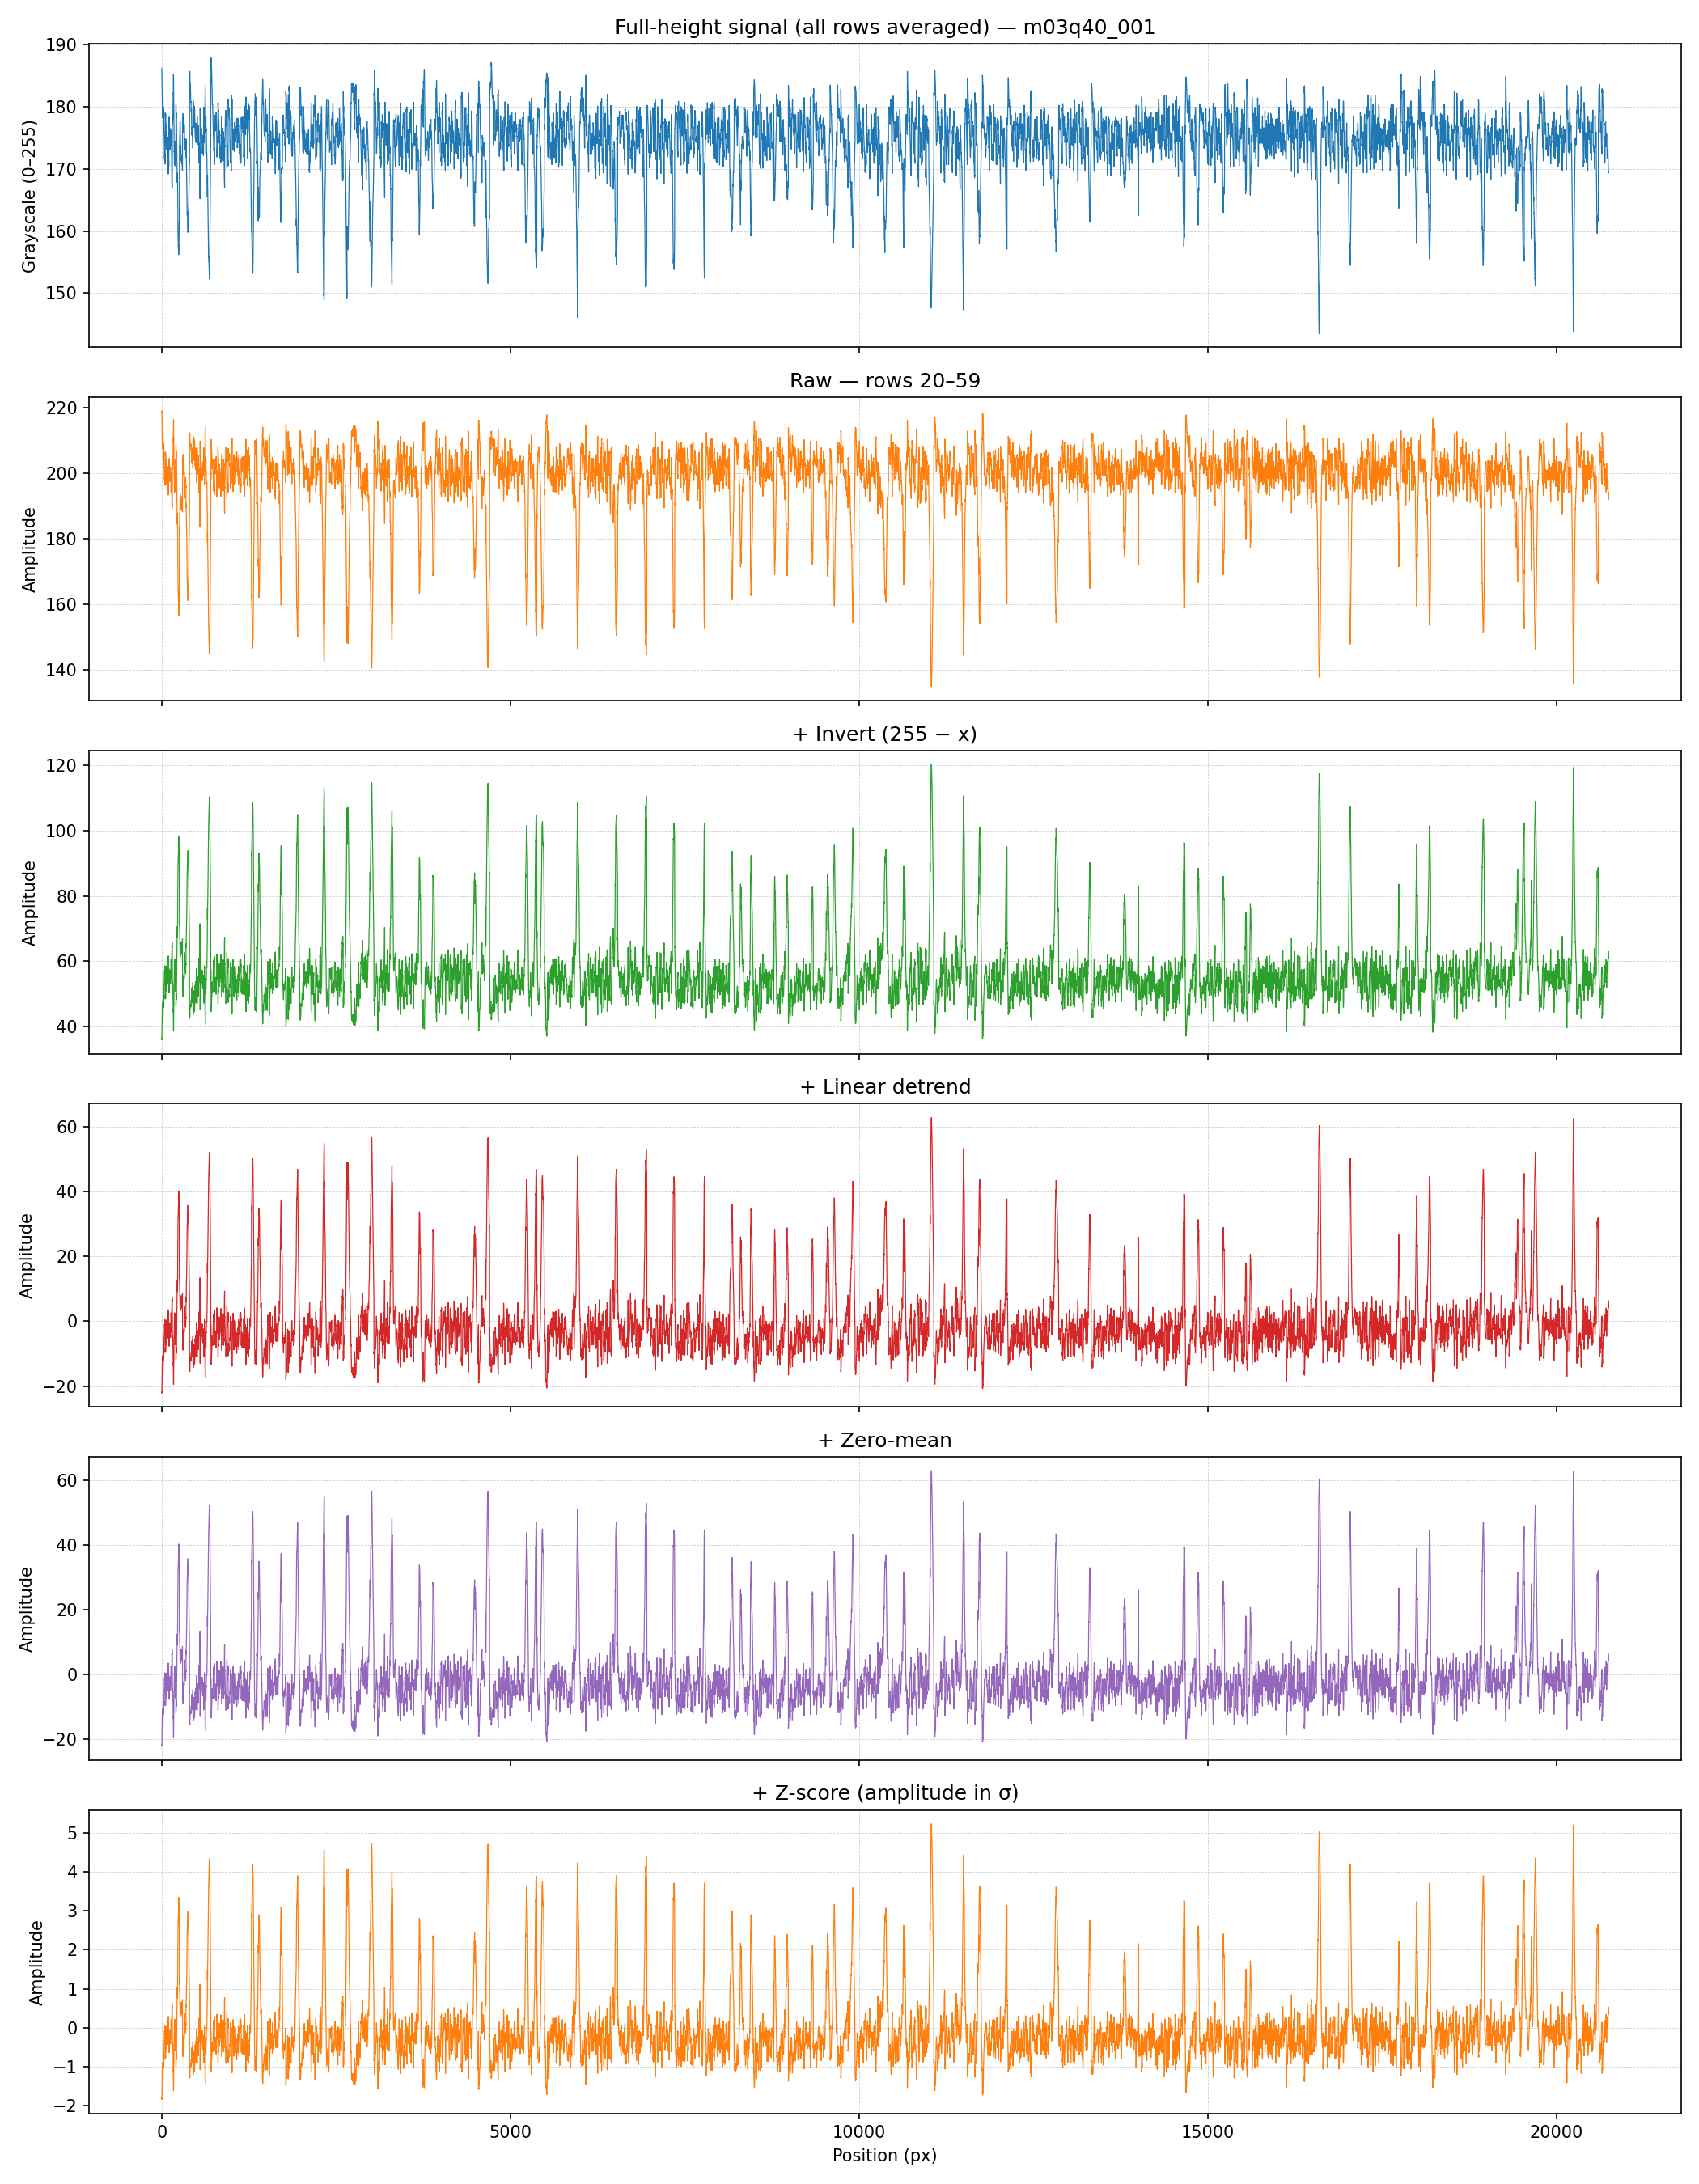 Full-height signal (all rows averaged) — m03q40_001
Grayscale (0–255)
190
180
170
160
150
Raw — rows 20–59
Amplitude
220
200
180
160
140
+ Invert (255 − x)
Amplitude
120
100
80
60
40
+ Linear detrend
Amplitude
60
40
20
0
−20
+ Zero-mean
Amplitude
60
40
20
0
−20
+ Z-score (amplitude in σ)
Amplitude
5
4
3
2
1
0
−1
−2
0 5000 10000 15000 20000
Position (px)